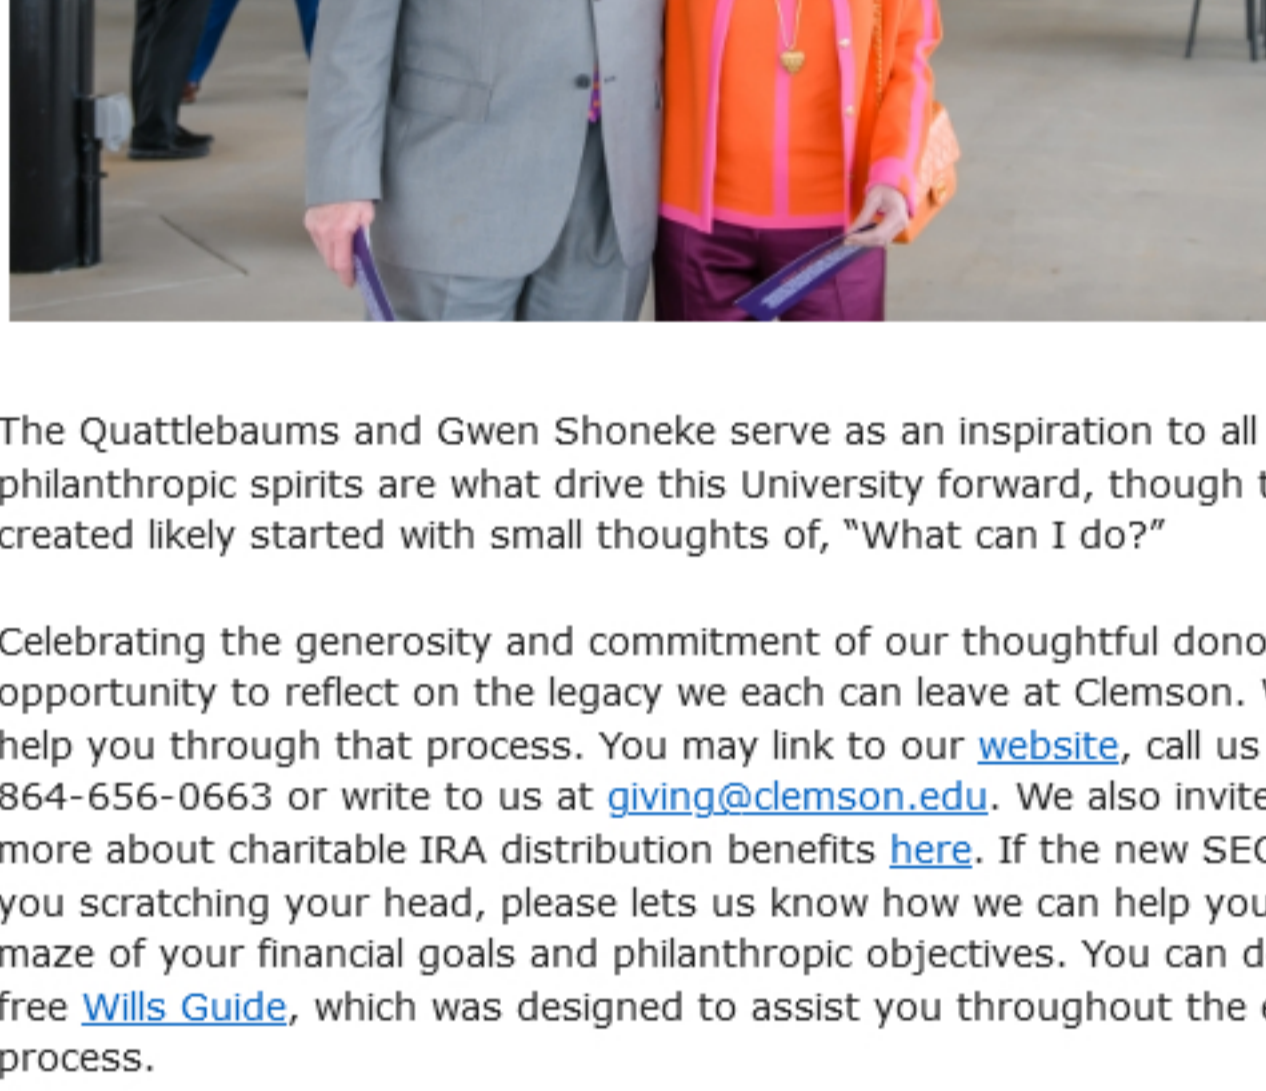 The Quattlebaums and Gwen Shoneke serve as an inspiration to all
philanthropic spirits are what drive this University forward, though
created likely started with small thoughts of, “What can I do?”
Celebrating the generosity and commitment of our thoughtful
opportunity to reflect on the legacy we each can leave at Clemson.
help you through that process. You may link to our website, call us
864-656-0663 or write to us at giving@clemson.edu. We also invite
more about charitable IRA distribution benefits here. If the new
you scratching your head, please lets us know how we can help you
maze of your financial goals and philanthropic objectives. You can
free Wills Guide, which was designed to assist you throughout the
process.